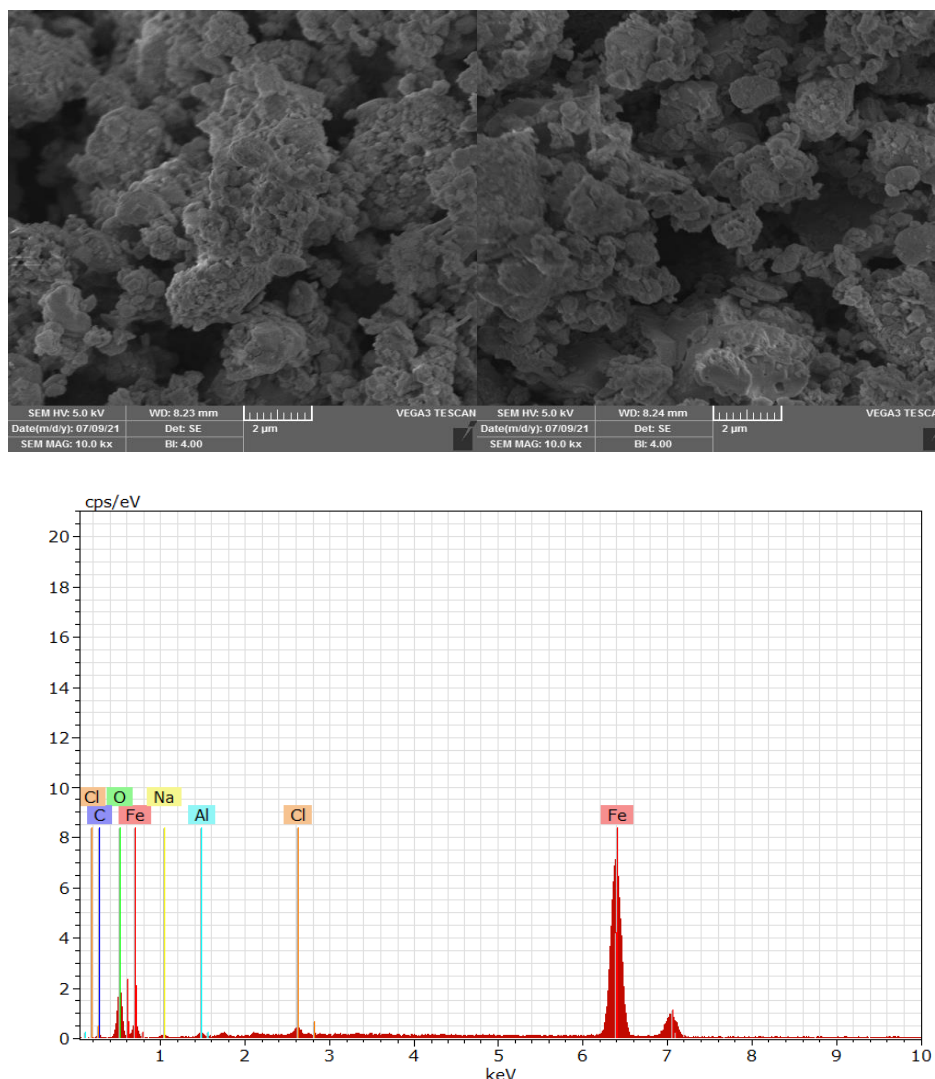 SEM HV: 5.0 kV WD: 8.23 mm VEGA3 TESCAN
Date(m/d/y): 07/09/21 Det: SE 2 µm
SEM MAG: 10.0 kx BI: 4.00
SEM HV: 5.0 kV WD: 8.24 mm VEGA3 TESCA
Date(m/d/y): 07/09/21 Det: SE 2 µm
SEM MAG: 10.0 kx BI: 4.00
cps/eV
20
18
16
14
12
10
Cl O Na
C Fe Al Cl Fe
8
6
4
2
0
1 2 3 4 5 6 7 8 9 10
keV